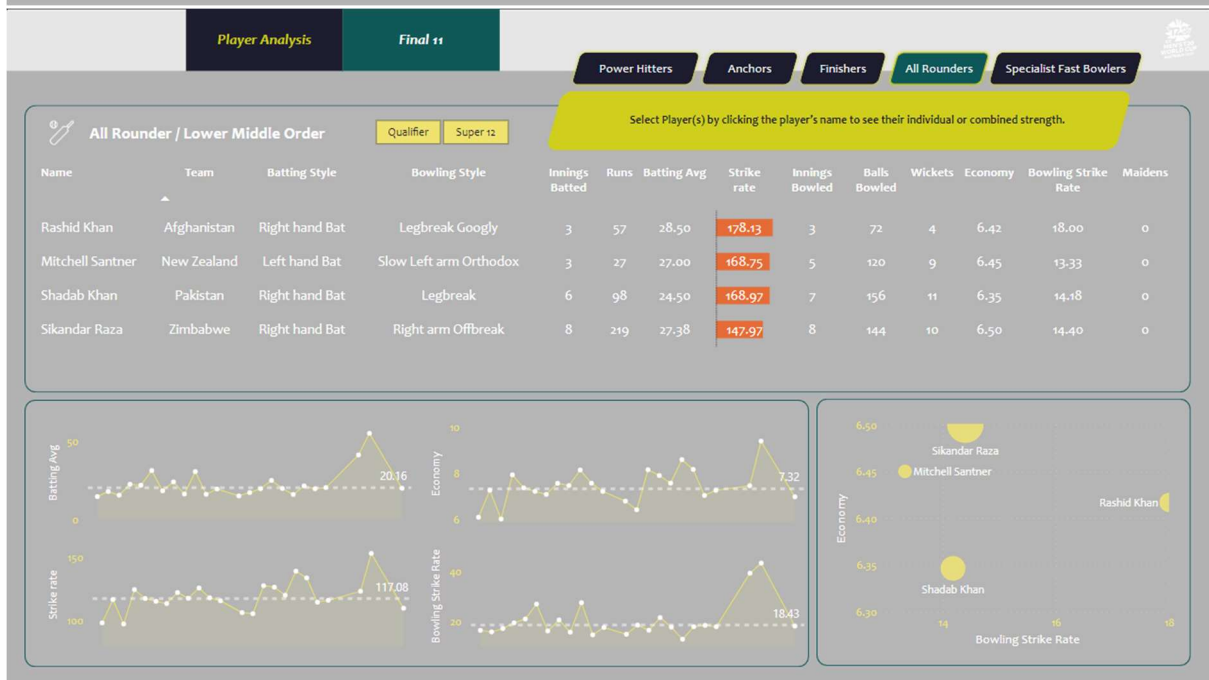 Player Analysis
Final 11
Power Hitters
Anchors
Finishers
All Rounders
Specialist Fast Bowlers
Select Player(s) by clicking the player's name to see their individual or combined strength.
All Rounder / Lower Middle Order
Qualifier
Super 12
Name Team Batting Style Bowling Style Innings Batted Runs Batting Avg Strike rate Innings Bowled Balls Bowled Wickets Economy Bowling Strike Rate Maidens
Rashid Khan Afghanistan Right hand Bat Legbreak Googly 3 57 28.50 178.13 3 72 4 6.42 18.00 0
Mitchell Santner New Zealand Left hand Bat Slow Left arm Orthodox 3 27 27.00 168.75 5 120 9 6.45 13.33 0
Shadab Khan Pakistan Right hand Bat Legbreak 6 98 24.50 168.97 7 156 11 6.35 14.18 0
Sikandar Raza Zimbabwe Right hand Bat Right arm Offbreak 8 219 27.38 147.97 8 144 10 6.50 14.40 0
Batting Avg
50
0
20.16
Economy
10
8
6
7.32
Strike rate
150
100
117.08
Bowling Strike Rate
40
20
18.43
Economy
6.50
6.45
6.40
6.35
6.30
Sikandar Raza
Mitchell Santner
Rashid Khan
Shadab Khan
14
16
18
Bowling Strike Rate